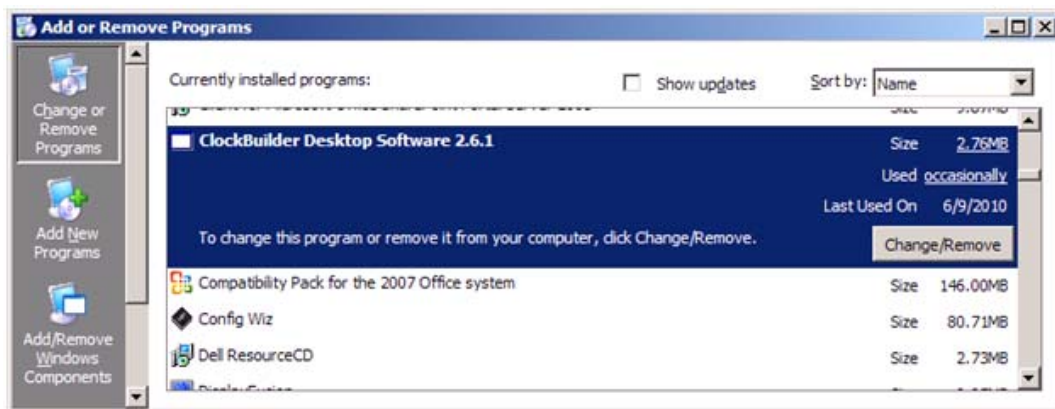 Add or Remove Programs
Change or
Remove
Programs
Add New
Programs
Add/Remove
Windows
Components
Currently installed programs:
Show updates
Sort by: Name
ClockBuilder Desktop Software 2.6.1 Size 2.76MB
Used occasionally
Last Used On 6/9/2010
To change this program or remove it from your computer, click Change/Remove. Change/Remove
Compatibility Pack for the 2007 Office system Size 146.00MB
Config Wiz Size 80.71MB
Dell ResourceCD Size 2.73MB